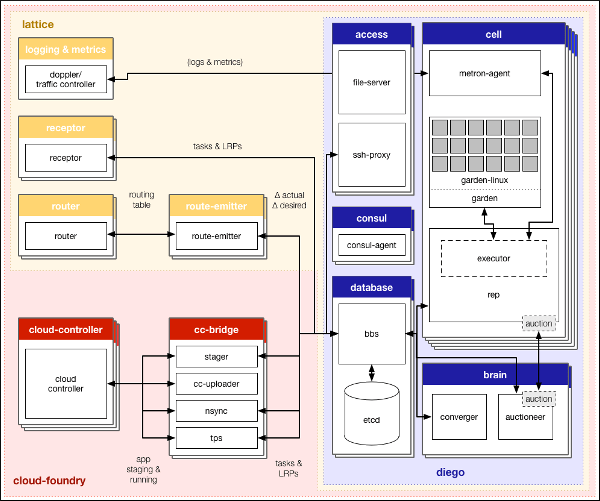 lattice
logging & metrics
doppler/
traffic controller
(logs & metrics)
receptor
receptor
tasks & LRPs
router
router
routing
table
route-emitter
route-emitter
Δ actual
Δ desired
access
file-server
ssh-proxy
consul
consul-agent
database
bbs
etcd
cell
metron-agent
garden-linux
garden
executor
rep
auction
brain
converger
auction
auctioneer
diego
cloud-controller
cloud
controller
cc-bridge
stager
cc-uploader
nsync
tps
app
staging &
running
tasks &
LRPs
cloud-foundry